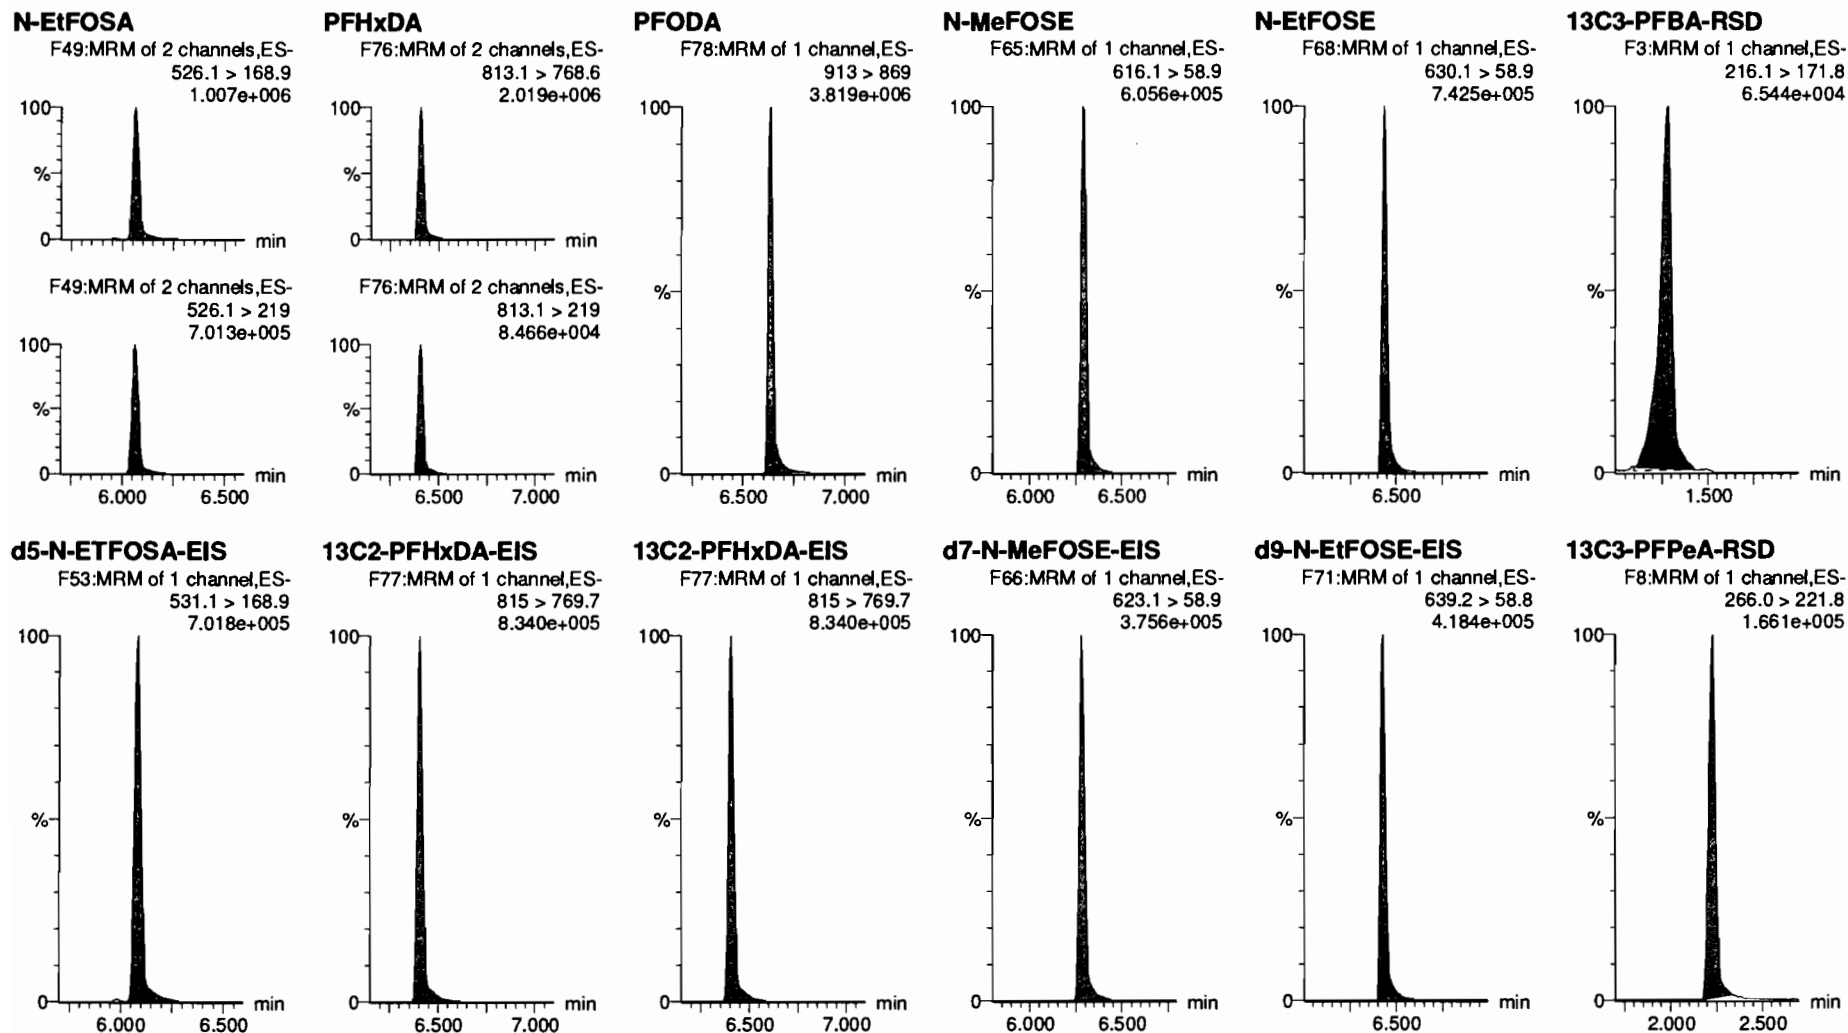 N-EtFOSA
F49:MRM of 2 channels,ES-
526.1 > 168.9
1.007e+006
100
%
0
min
F49:MRM of 2 channels,ES-
526.1 > 219
7.013e+005
100
%
0
min
6.000 6.500
PFHxDA
F76:MRM of 2 channels,ES-
813.1 > 768.6
2.019e+006
100
%
0
min
F76:MRM of 2 channels,ES-
813.1 > 219
8.466e+004
100
%
0
min
6.500 7.000
PFODA
F78:MRM of 1 channel,ES-
913 > 869
3.819e+006
100
%
0
min
6.500 7.000
N-MeFOSE
F65:MRM of 1 channel,ES-
616.1 > 58.9
6.056e+005
100
%
0
min
6.000 6.500
N-EtFOSE
F68:MRM of 1 channel,ES-
630.1 > 58.9
7.425e+005
100
%
0
min
6.500
13C3-PFBA-RSD
F3:MRM of 1 channel,ES-
216.1 > 171.8
6.544e+004
100
%
0
min
1.500
d5-N-ETFOSA-EIS
F53:MRM of 1 channel,ES-
531.1 > 168.9
7.018e+005
100
%
0
min
6.000 6.500
13C2-PFHxDA-EIS
F77:MRM of 1 channel,ES-
815 > 769.7
8.340e+005
100
%
0
min
6.500 7.000
13C2-PFHxDA-EIS
F77:MRM of 1 channel,ES-
815 > 769.7
8.340e+005
100
%
0
min
6.500 7.000
d7-N-MeFOSE-EIS
F66:MRM of 1 channel,ES-
623.1 > 58.9
3.756e+005
100
%
0
min
6.000 6.500
d9-N-EtFOSE-EIS
F71:MRM of 1 channel,ES-
639.2 > 58.8
4.184e+005
100
%
0
min
6.500
13C3-PFPeA-RSD
F8:MRM of 1 channel,ES-
266.0 > 221.8
1.661e+005
100
%
0
min
2.000 2.500